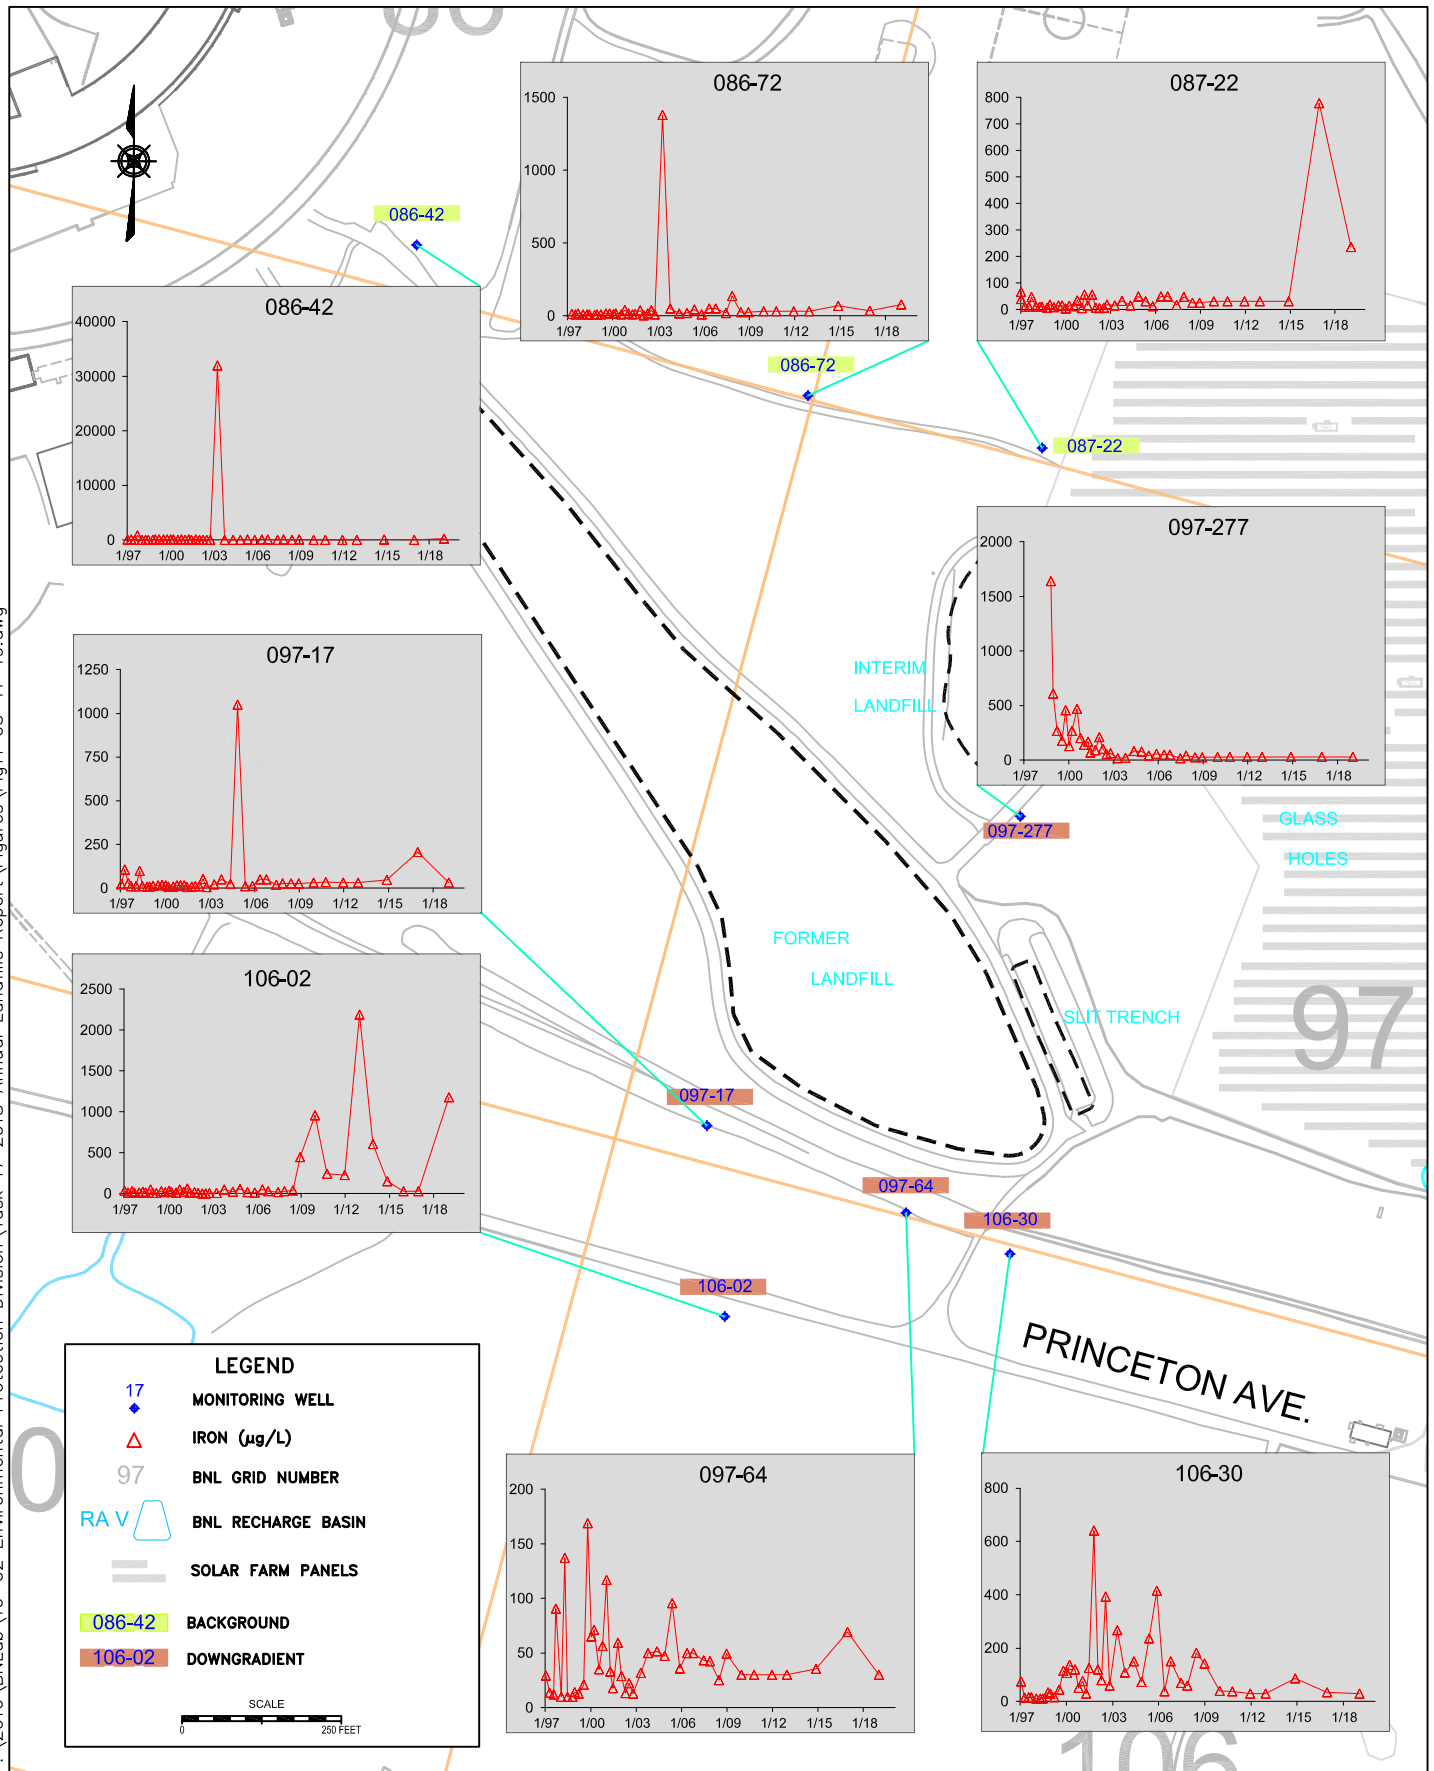 086-72
1500
1000
500
0
1/97 1/00 1/03 1/06 1/09 1/12 1/15 1/18
087-22
800
700
600
500
400
300
200
100
0
1/97 1/00 1/03 1/06 1/09 1/12 1/15 1/18
086-42
086-42
40000
30000
20000
10000
0
1/97 1/00 1/03 1/06 1/09 1/12 1/15 1/18
086-72
087-22
097-277
2000
1500
1000
500
0
1/97 1/00 1/03 1/06 1/09 1/12 1/15 1/18
097-17
1250
1000
750
500
250
0
1/97 1/00 1/03 1/06 1/09 1/12 1/15 1/18
INTERIM
LANDFILL
097-277
GLASS
HOLES
FORMER
LANDFILL
SLIT TRENCH
97
106-02
2500
2000
1500
1000
500
0
1/97 1/00 1/03 1/06 1/09 1/12 1/15 1/18
097-17
097-64
106-30
106-02
PRINCETON AVE.
LEGEND
17
MONITORING WELL
IRON (µg/L)
97 BNL GRID NUMBER
RA V BNL RECHARGE BASIN
SOLAR FARM PANELS
086-42 BACKGROUND
106-02 DOWNGRADIENT
SCALE
0 250 FEET
097-64
200
150
100
50
0
1/97 1/00 1/03 1/06 1/09 1/12 1/15 1/18
106-30
800
600
400
200
0
1/97 1/00 1/03 1/06 1/09 1/12 1/15 1/18
106